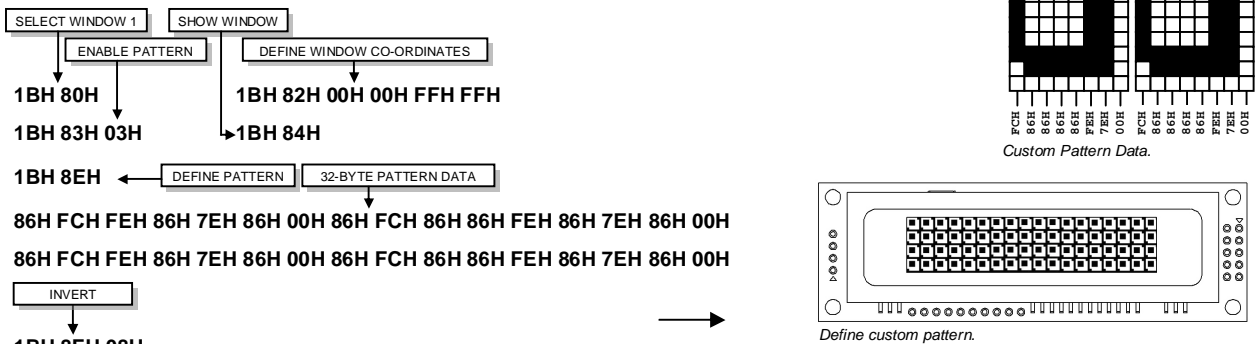 SELECT WINDOW 1
SHOW WINDOW
ENABLE PATTERN
DEFINE WINDOW CO-ORDINATES
1BH 80H
1BH 82H 00H 00H FFH FFH
1BH 83H 03H
1BH 84H
1BH 8EH
DEFINE PATTERN
32-BYTE PATTERN DATA
86H FCH FEH 86H 7EH 86H 00H 86H FCH 86H 86H FEH 86H 7EH 86H 00H
86H FCH FEH 86H 7EH 86H 00H 86H FCH 86H 86H FEH 86H 7EH 86H 00H
INVERT
FCH 86H 86H 86H 86H FEH 7EH 00H FCH 86H 86H 86H 86H FEH 7EH 00H
Custom Pattern Data.
Define custom pattern.